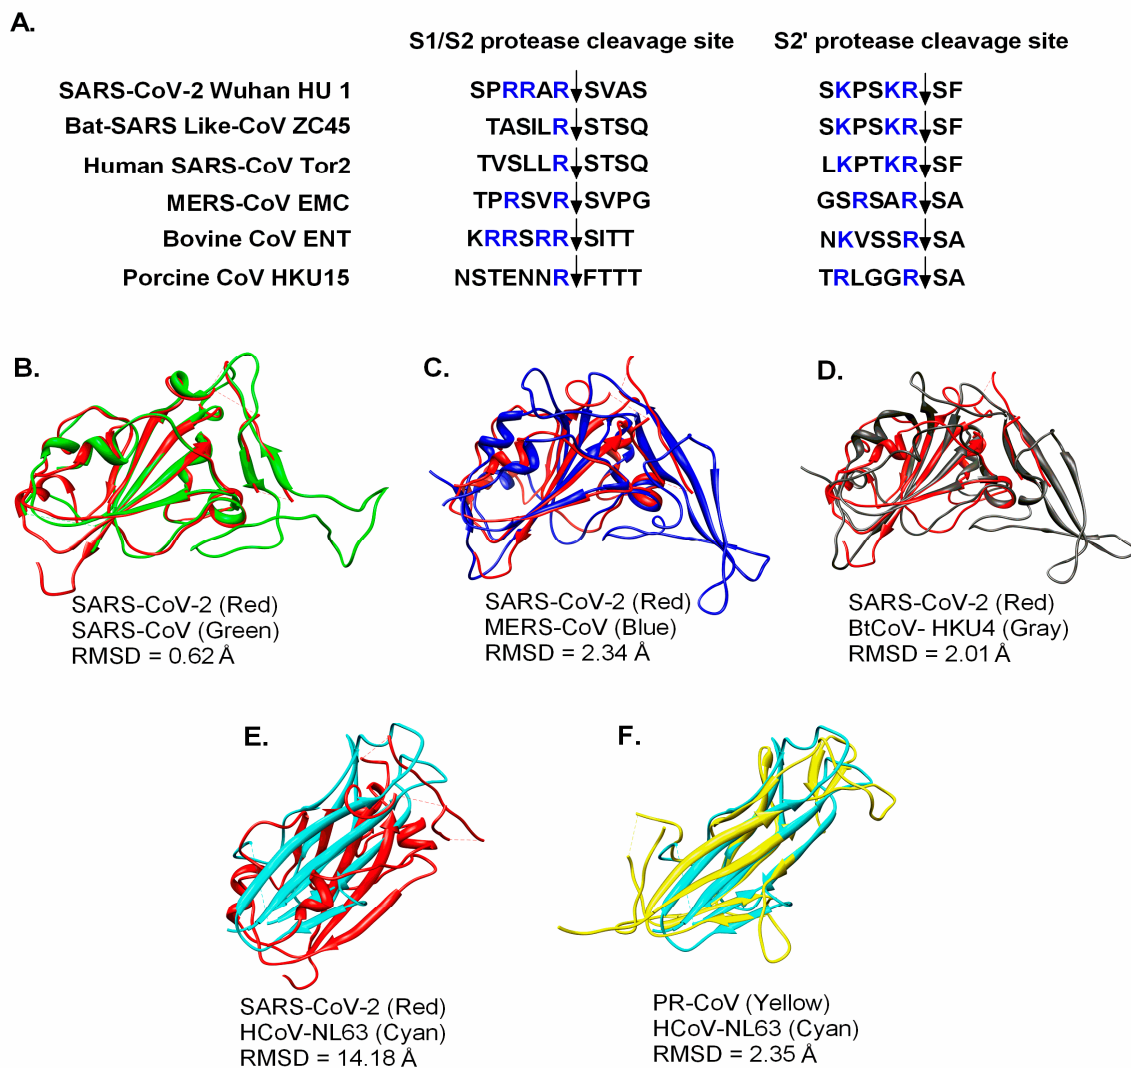 A.
S1/S2 protease cleavage site S2' protease cleavage site
SARS-CoV-2 Wuhan HU 1 SPRRAR SVAS SKPSKR SF
Bat-SARS Like-CoV ZC45 TASILR STSQ SKPSKR SF
Human SARS-CoV Tor2 TVSLLR STSQ LKPTKR SF
MERS-CoV EMC TPRSVR SVPG GSRSAR SA
Bovine CoV ENT KRRSRR SITT NKVSSR SA
Porcine CoV HKU15 NSTENNR FTTT TRLGGR SA
B.
SARS-CoV-2 (Red)
SARS-CoV (Green)
RMSD = 0.62 Å
C.
SARS-CoV-2 (Red)
MERS-CoV (Blue)
RMSD = 2.34 Å
D.
SARS-CoV-2 (Red)
BtCoV- HKU4 (Gray)
RMSD = 2.01 Å
E.
SARS-CoV-2 (Red)
HCoV-NL63 (Cyan)
RMSD = 14.18 Å
F.
PR-CoV (Yellow)
HCoV-NL63 (Cyan)
RMSD = 2.35 Å